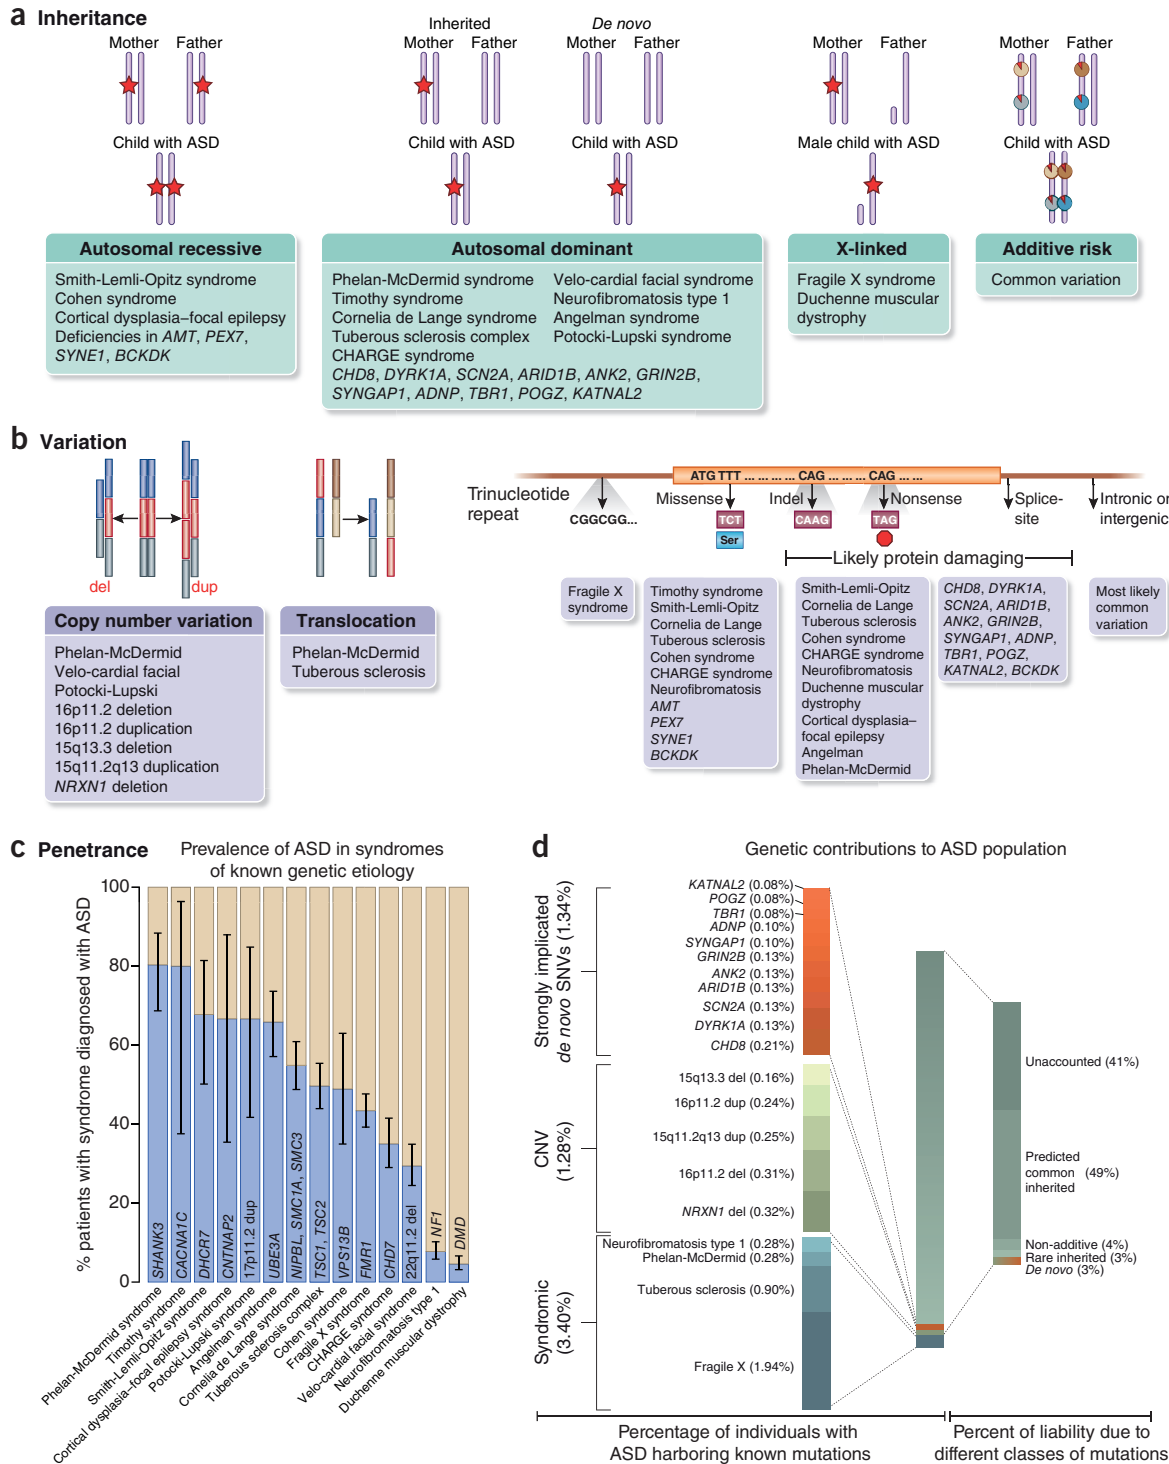 a Inheritance
Inherited
De novo
Mother Father
Mother Father
Mother Father
Mother Father
Mother Father
Child with ASD
Child with ASD
Child with ASD
Male child with ASD
Child with ASD
Autosomal recessive
Smith-Lemli-Opitz syndrome
Cohen syndrome
Cortical dysplasia–focal epilepsy
Deficiencies in AMT, PEX7,
SYNE1, BCKDK
Autosomal dominant
Phelan-McDermid syndrome
Timothy syndrome
Cornelia de Lange syndrome
Tuberous sclerosis complex
CHARGE syndrome
Velo-cardial facial syndrome
Neurofibromatosis type 1
Angelman syndrome
Potocki-Lupski syndrome
CHD8, DYRK1A, SCN2A, ARID1B, ANK2, GRIN2B,
SYNGAP1, ADNP, TBR1, POGZ, KATNAL2
X-linked
Fragile X syndrome
Duchenne muscular
dystrophy
Additive risk
Common variation
b Variation
del
dup
Copy number variation
Phelan-McDermid
Velo-cardial facial
Potocki-Lupski
16p11.2 deletion
16p11.2 duplication
15q13.3 deletion
15q11.2q13 duplication
NRXN1 deletion
Translocation
Phelan-McDermid
Tuberous sclerosis
ATG TTT ... ... ... ... CAG ... ... ... CAG ... ...
Trinucleotide
repeat
CGGCGG...
Missense
TCT
Ser
Indel
CAAG
Nonsense
TAG
Splice-
site
Intronic or
intergenic
Likely protein damaging
Fragile X
syndrome
Timothy syndrome
Smith-Lemli-Opitz
Cornelia de Lange
Tuberous sclerosis
Cohen syndrome
CHARGE syndrome
Neurofibromatosis
AMT
PEX7
SYNE1
BCKDK
Smith-Lemli-Opitz
Cornelia de Lange
Tuberous sclerosis
Cohen syndrome
CHARGE syndrome
Neurofibromatosis
Duchenne muscular
dystrophy
Cortical dysplasia–
focal epilepsy
Angelman
Phelan-McDermid
CHD8, DYRK1A,
SCN2A, ARID1B,
ANK2, GRIN2B,
SYNGAP1, ADNP,
TBR1, POGZ,
KATNAL2, BCKDK
Most likely
common
variation
c Penetrance
Prevalence of ASD in syndromes
of known genetic etiology
% patients with syndrome diagnosed with ASD
100
80
60
40
20
0
SHANK3
CACNA1C
DHCR7
CNTNAP2
17p11.2 dup
UBE3A
NIPBL, SMC1A, SMC3
TSC1, TSC2
VPS13B
FMR1
CHD7
22q11.2 del
NF1
DMD
Phelan-McDermid syndrome
Timothy syndrome
Smith-Lemli-Opitz syndrome
Cortical dysplasia–focal epilepsy syndrome
Potocki-Lupski syndrome
Angelman syndrome
Cornelia de Lange syndrome
Tuberous sclerosis complex
Cohen syndrome
Fragile X syndrome
CHARGE syndrome
Velo-cardial facial syndrome
Neurofibromatosis type 1
Duchenne muscular dystrophy
d
Genetic contributions to ASD population
Strongly implicated
de novo SNVs (1.34%)
KATNAL2 (0.08%)
POGZ (0.08%)
TBR1 (0.08%)
ADNP (0.10%)
SYNGAP1 (0.10%)
GRIN2B (0.13%)
ANK2 (0.13%)
ARID1B (0.13%)
SCN2A (0.13%)
DYRK1A (0.13%)
CHD8 (0.21%)
CNV
(1.28%)
15q13.3 del (0.16%)
16p11.2 dup (0.24%)
15q11.2q13 dup (0.25%)
16p11.2 del (0.31%)
NRXN1 del (0.32%)
Syndromic
(3.40%)
Neurofibromatosis type 1 (0.28%)
Phelan-McDermid (0.28%)
Tuberous sclerosis (0.90%)
Fragile X (1.94%)
Unaccounted (41%)
Predicted
common (49%)
inherited
Non-additive (4%)
Rare inherited (3%)
De novo (3%)
Percentage of individuals with
ASD harboring known mutations
Percent of liability due to
different classes of mutations